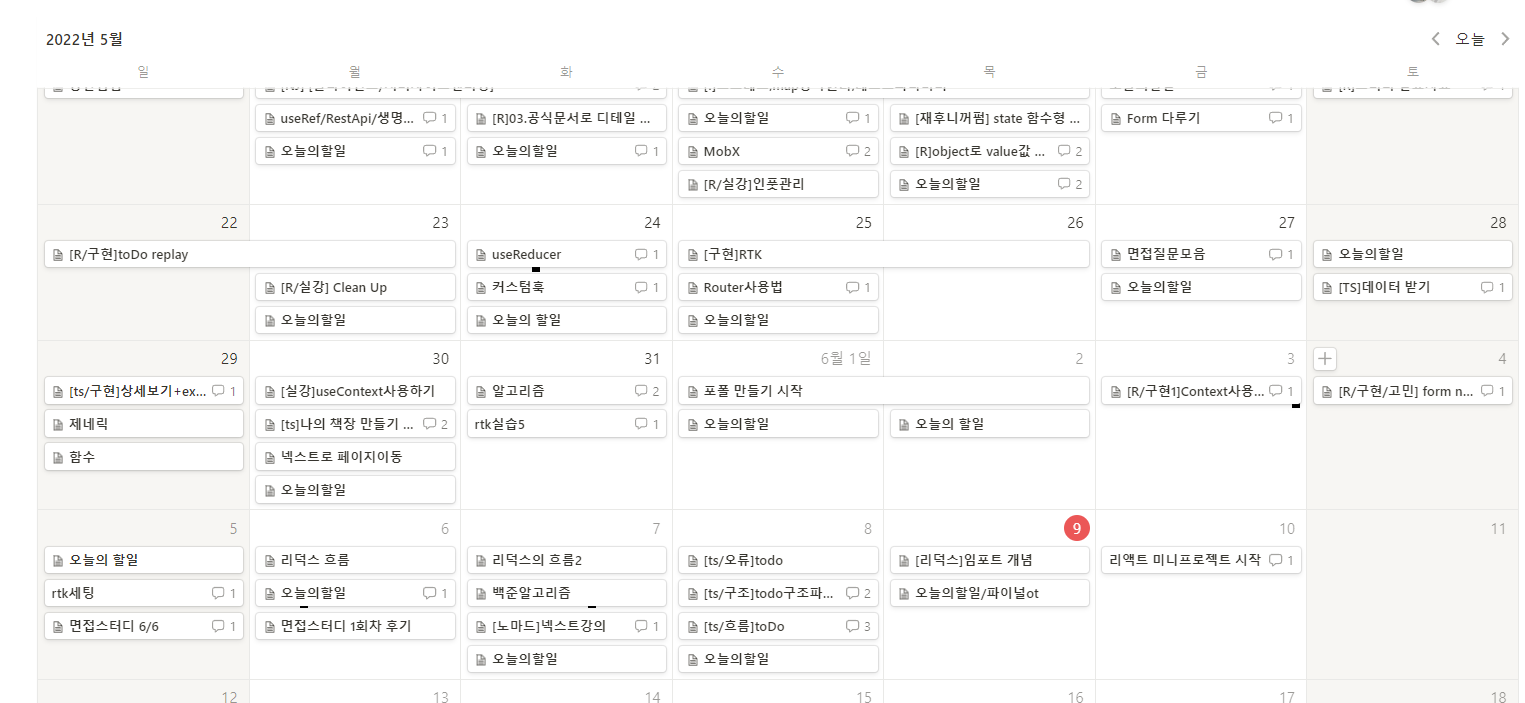 2022년 5월
오늘
일 월 화 수 목 금 토
useRef/RestApi/생명... 1
[R]03.공식문서로 디테일 ...
오늘의할일 1
[재후니꺼펌] state 함수형 ...
Form 다루기 1
오늘의할일 1
오늘의할일 1
MobX 2
[R]object로 value값 ... 2
[R/실강]인풋관리
오늘의할일 2
22 23 24 25 26 27 28
[R/구현]toDo replay
useReducer 1
[구현]RTK
면접질문모음 1
오늘의할일
[R/실강] Clean Up
커스텀훅 1
Router사용법 1
오늘의할일
[TS]데이터 받기 1
오늘의할일
오늘의 할일
오늘의할일
29 30 31 6월 1일 2 3 4
[ts/구현]상세보기+ex... 1
[실강]useContext사용하기
알고리즘 2
포폴 만들기 시작
[R/구현1]Context사용... 1
[R/구현/고민] form n... 1
제네릭
[ts]나의 책장 만들기 ... 2
rtk실습5 1
오늘의할일
오늘의 할일
함수
넥스트로 페이지이동
오늘의할일
5 6 7 8 9 10 11
오늘의 할일
리덕스 흐름
리덕스의 흐름2
[ts/오류]todo
[리덕스]임포트 개념
리액트 미니프로젝트 시작 1
rtk세팅 1
오늘의할일 1
백준알고리즘
[ts/구조]todo구조파... 2
오늘의할일/파이널ot
면접스터디 6/6 1
면접스터디 1회차 후기
[노마드]넥스트강의 1
[ts/흐름]toDo 3
오늘의할일
오늘의할일
12 13 14 15 16 17 18